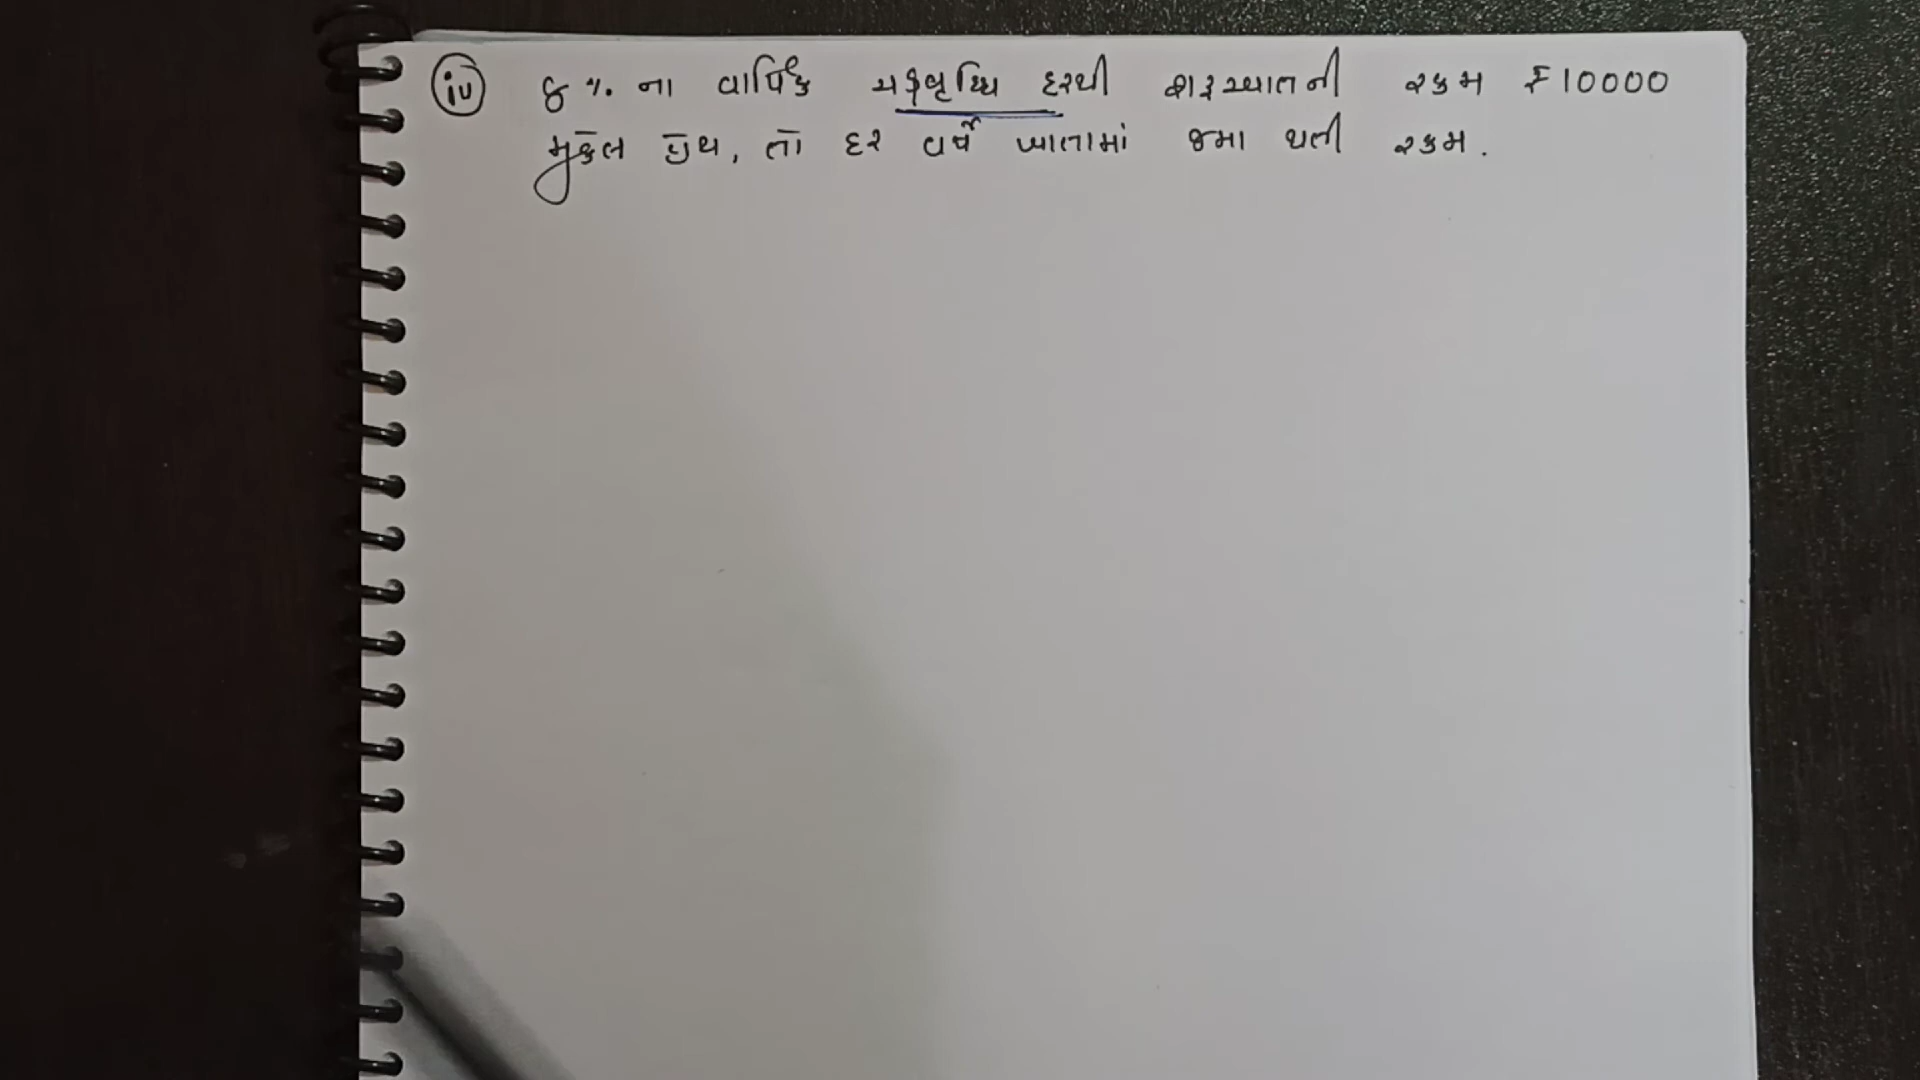 (iv) 8 % ના વાર્ષિક ચક્રવૃધ્ધિ દરથી શરૂઆતની રકમ ₹ 10000
મુકેલ હોય, તો દર વર્ષે ખાતામાં જમા થતી રકમ.